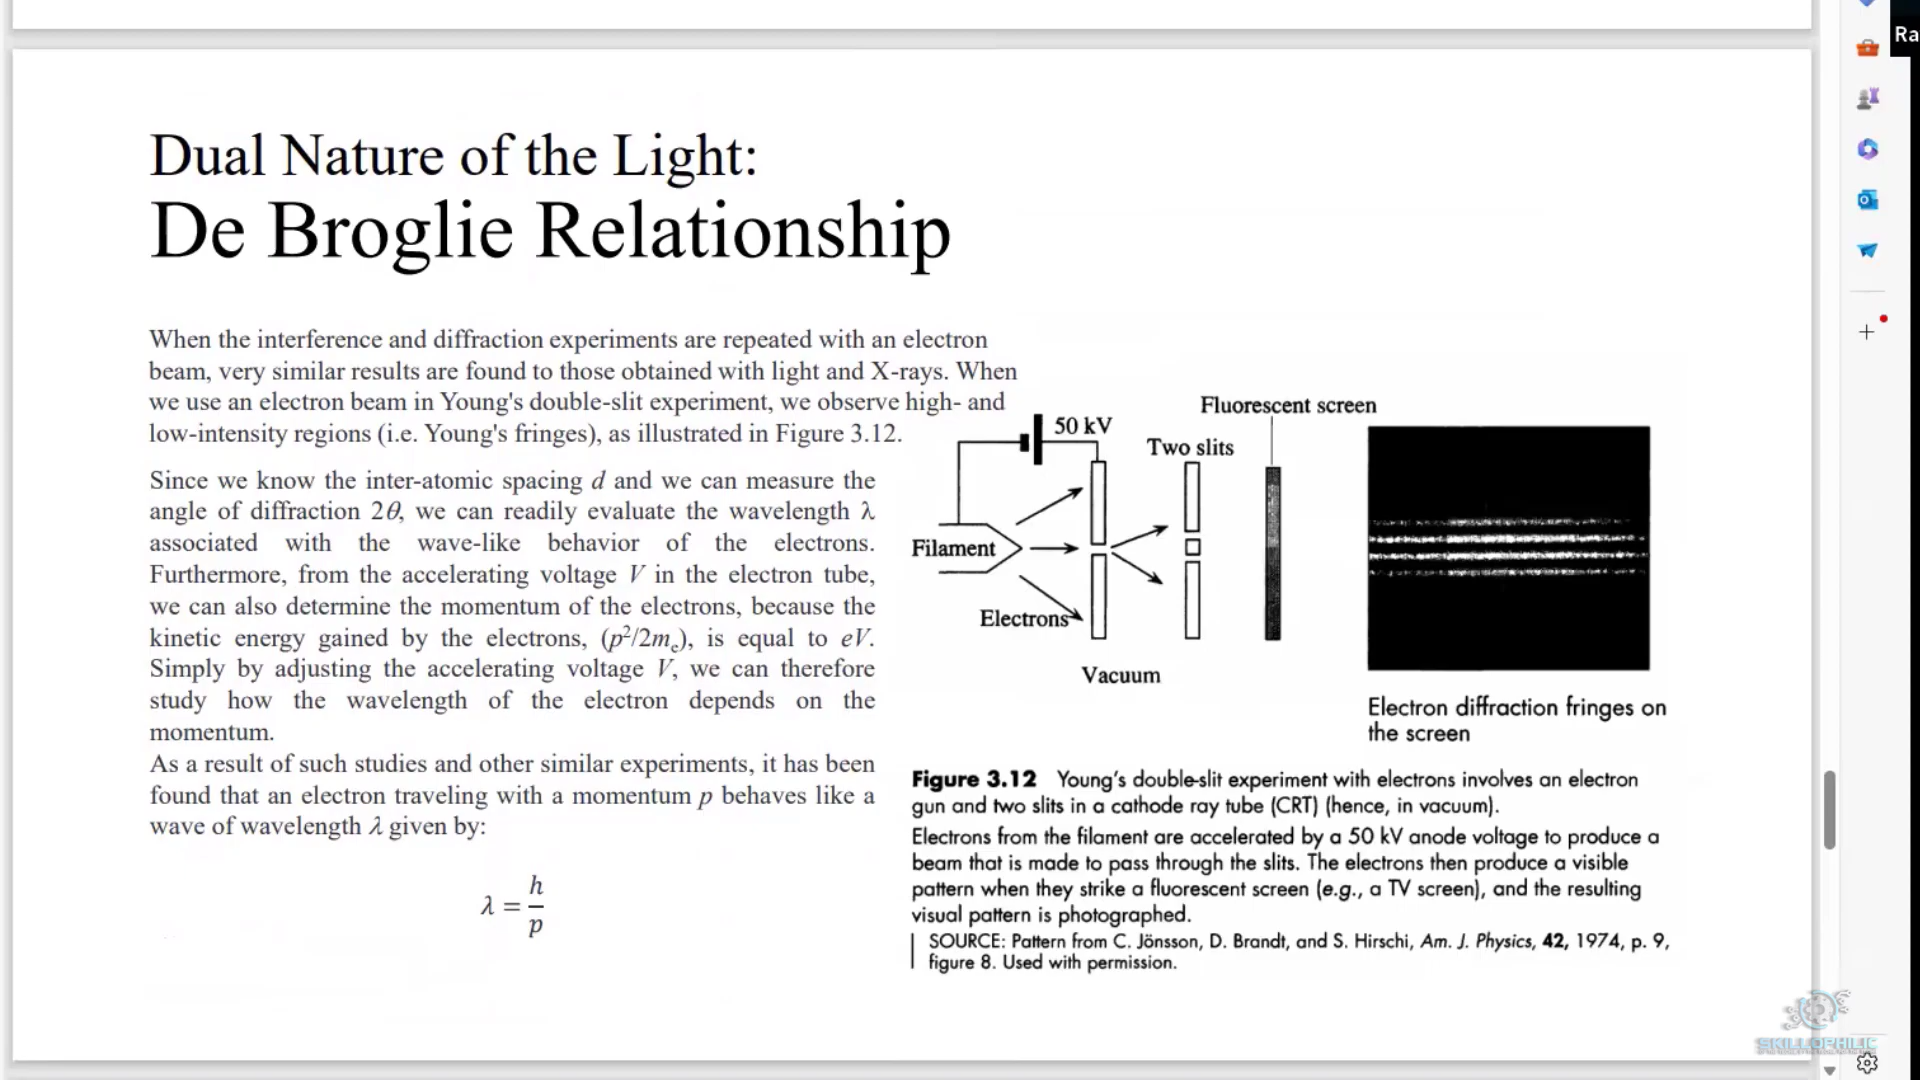 Ra
Dual Nature of the Light:
De Broglie Relationship
When the interference and diffraction experiments are repeated with an electron
beam, very similar results are found to those obtained with light and X-rays. When
we use an electron beam in Young's double-slit experiment, we observe high- and
low-intensity regions (i.e. Young's fringes), as illustrated in Figure 3.12.
Since we know the inter-atomic spacing d and we can measure the
angle of diffraction 2θ, we can readily evaluate the wavelength λ
associated with the wave-like behavior of the electrons.
Furthermore, from the accelerating voltage V in the electron tube,
we can also determine the momentum of the electrons, because the
kinetic energy gained by the electrons, (p²/2mₑ), is equal to eV.
Simply by adjusting the accelerating voltage V, we can therefore
study how the wavelength of the electron depends on the
momentum.
As a result of such studies and other similar experiments, it has been
found that an electron traveling with a momentum p behaves like a
wave of wavelength λ given by:
λ = h/p
Fluorescent screen
50 kV
Two slits
Filament
Electrons
Vacuum
Electron diffraction fringes on
the screen
Figure 3.12 Young's double-slit experiment with electrons involves an electron
gun and two slits in a cathode ray tube (CRT) (hence, in vacuum).
Electrons from the filament are accelerated by a 50 kV anode voltage to produce a
beam that is made to pass through the slits. The electrons then produce a visible
pattern when they strike a fluorescent screen (e.g., a TV screen), and the resulting
visual pattern is photographed.
SOURCE: Pattern from C. Jönsson, D. Brandt, and S. Hirschi, Am. J. Physics, 42, 1974, p. 9,
figure 8. Used with permission.
SKILLOPHILIC